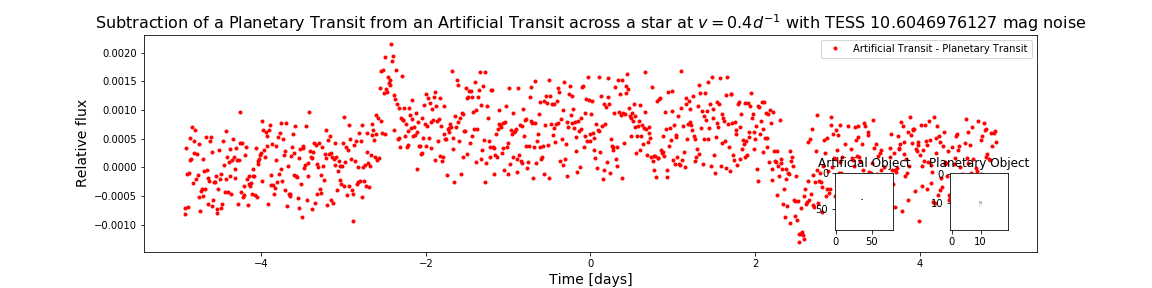 Subtraction of a Planetary Transit from an Artificial Transit across a star at v = 0.4d⁻¹ with TESS 10.6046976127 mag noise
Artificial Transit - Planetary Transit
Relative flux
0.0020
0.0015
0.0010
0.0005
0.0000
−0.0005
−0.0010
Artificial Object
0
50
0 50
Planetary Object
0
10
0 10
−4 −2 0 2 4
Time [days]